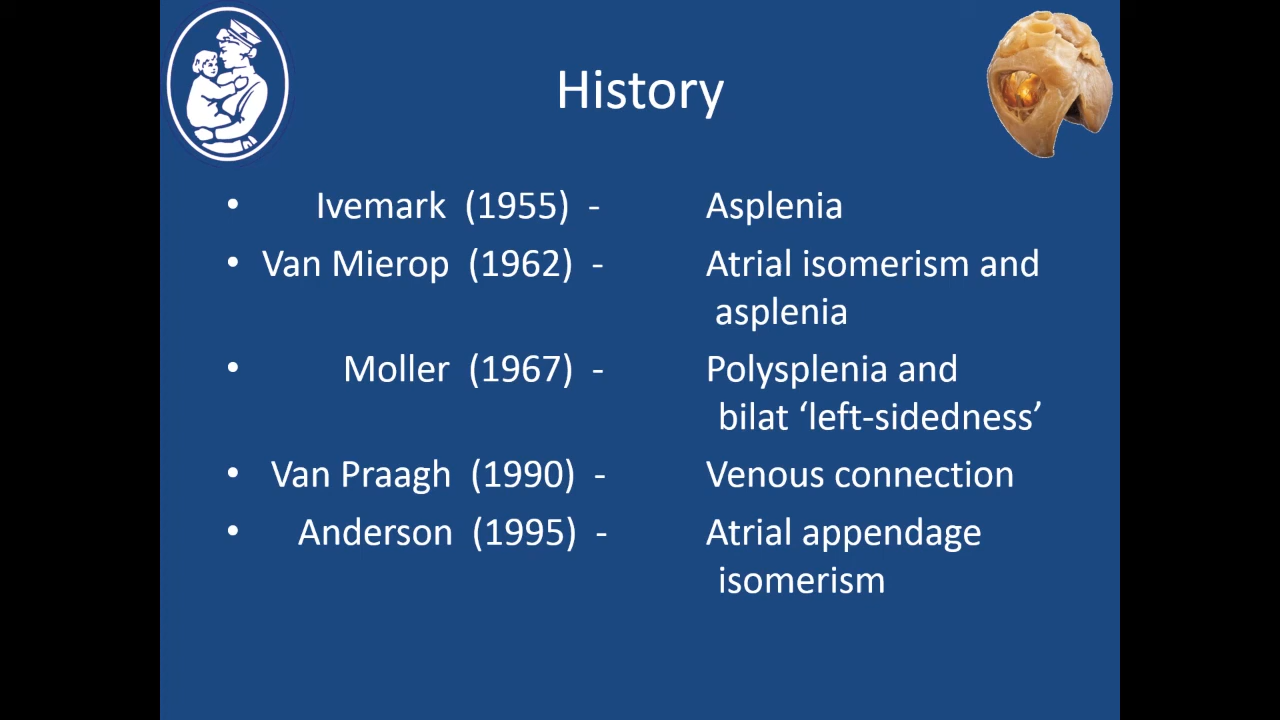 History
• Ivemark (1955) - Asplenia
• Van Mierop (1962) - Atrial isomerism and
asplenia
• Moller (1967) - Polysplenia and
bilat ‘left-sidedness’
• Van Praagh (1990) - Venous connection
• Anderson (1995) - Atrial appendage
isomerism